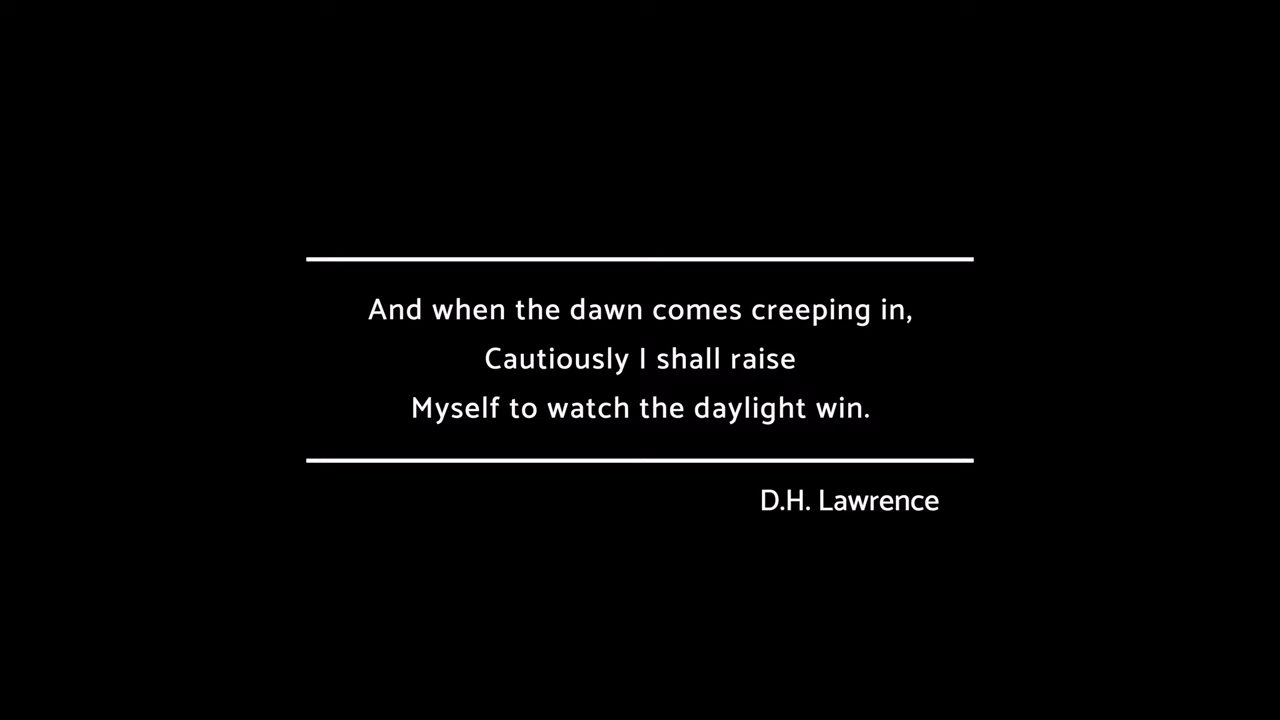 And when the dawn comes creeping in,
Cautiously I shall raise
Myself to watch the daylight win.
D.H. Lawrence